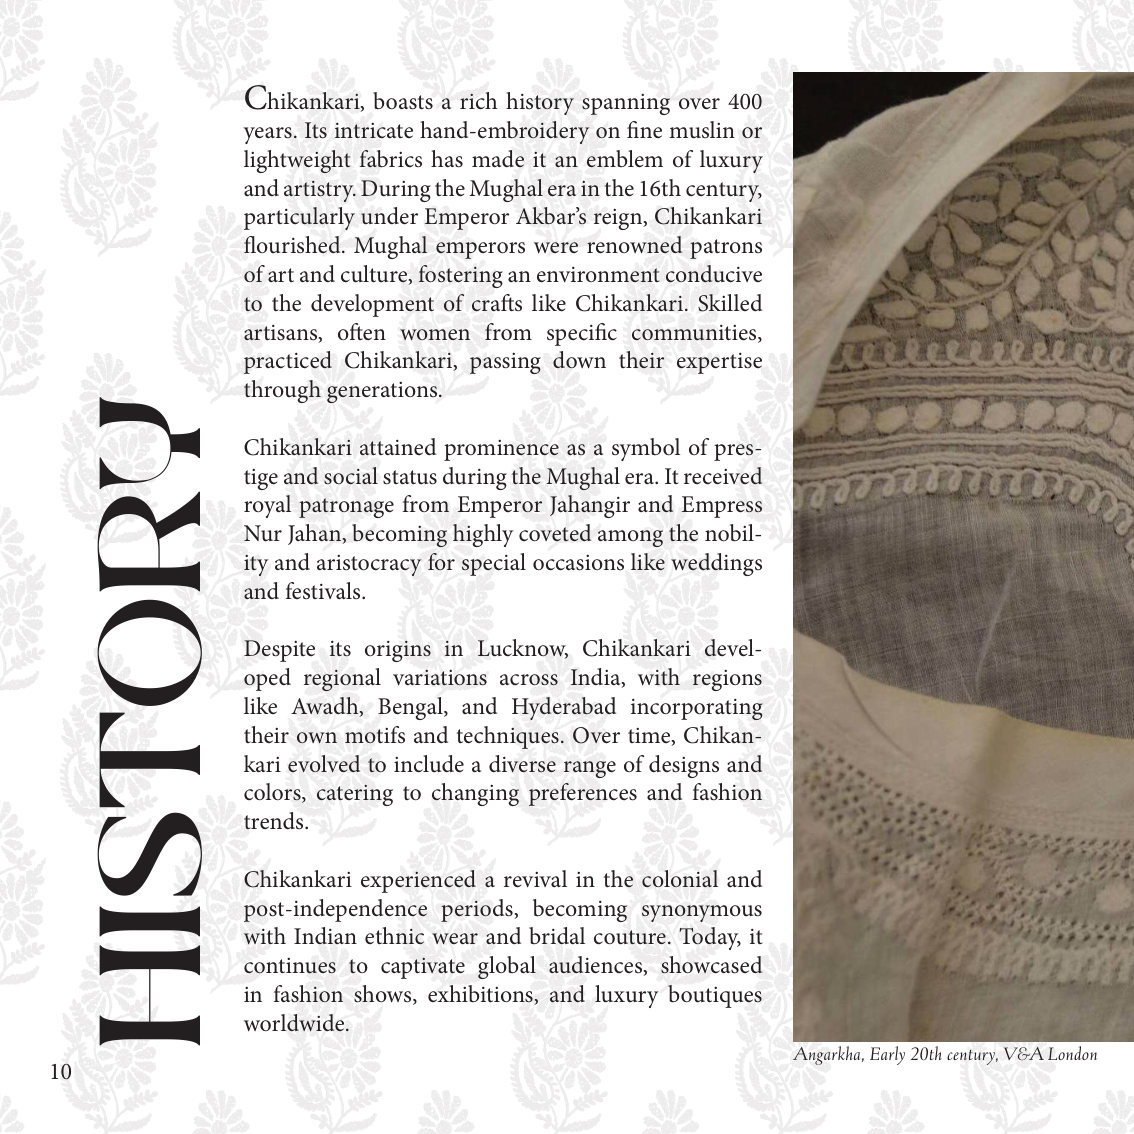 HISTORY
Chikankari, boasts a rich history spanning over 400
years. Its intricate hand-embroidery on fine muslin or
lightweight fabrics has made it an emblem of luxury
and artistry. During the Mughal era in the 16th century,
particularly under Emperor Akbar’s reign, Chikankari
flourished. Mughal emperors were renowned patrons
of art and culture, fostering an environment conducive
to the development of crafts like Chikankari. Skilled
artisans, often women from specific communities,
practiced Chikankari, passing down their expertise
through generations.
Chikankari attained prominence as a symbol of pres-
tige and social status during the Mughal era. It received
royal patronage from Emperor Jahangir and Empress
Nur Jahan, becoming highly coveted among the nobil-
ity and aristocracy for special occasions like weddings
and festivals.
Despite its origins in Lucknow, Chikankari devel-
oped regional variations across India, with regions
like Awadh, Bengal, and Hyderabad incorporating
their own motifs and techniques. Over time, Chikan-
kari evolved to include a diverse range of designs and
colors, catering to changing preferences and fashion
trends.
Chikankari experienced a revival in the colonial and
post-independence periods, becoming synonymous
with Indian ethnic wear and bridal couture. Today, it
continues to captivate global audiences, showcased
in fashion shows, exhibitions, and luxury boutiques
worldwide.
Angarkha, Early 20th century, V&A London
10